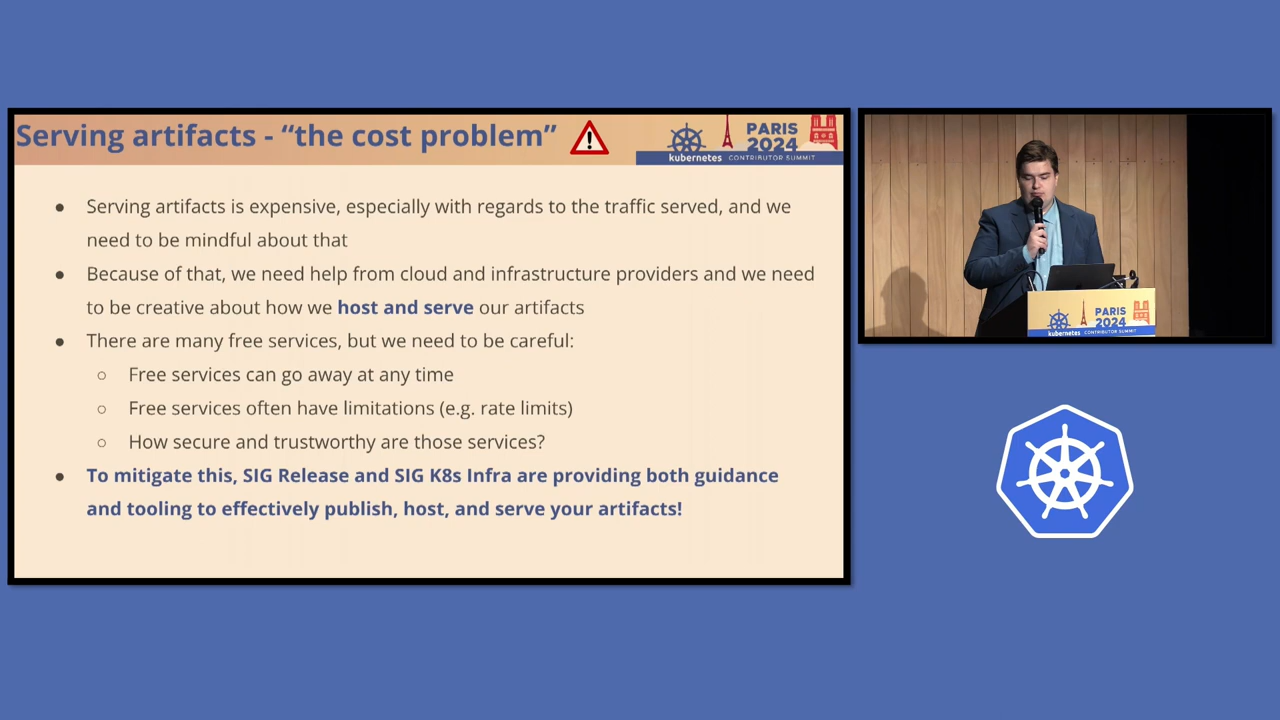 Serving artifacts - “the cost problem”
PARIS
2024
kubernetes CONTRIBUTOR SUMMIT
● Serving artifacts is expensive, especially with regards to the traffic served, and we
need to be mindful about that
● Because of that, we need help from cloud and infrastructure providers and we need
to be creative about how we host and serve our artifacts
● There are many free services, but we need to be careful:
○ Free services can go away at any time
○ Free services often have limitations (e.g. rate limits)
○ How secure and trustworthy are those services?
● To mitigate this, SIG Release and SIG K8s Infra are providing both guidance
and tooling to effectively publish, host, and serve your artifacts!
PARIS
2024
kubernetes CONTRIBUTOR SUMMIT